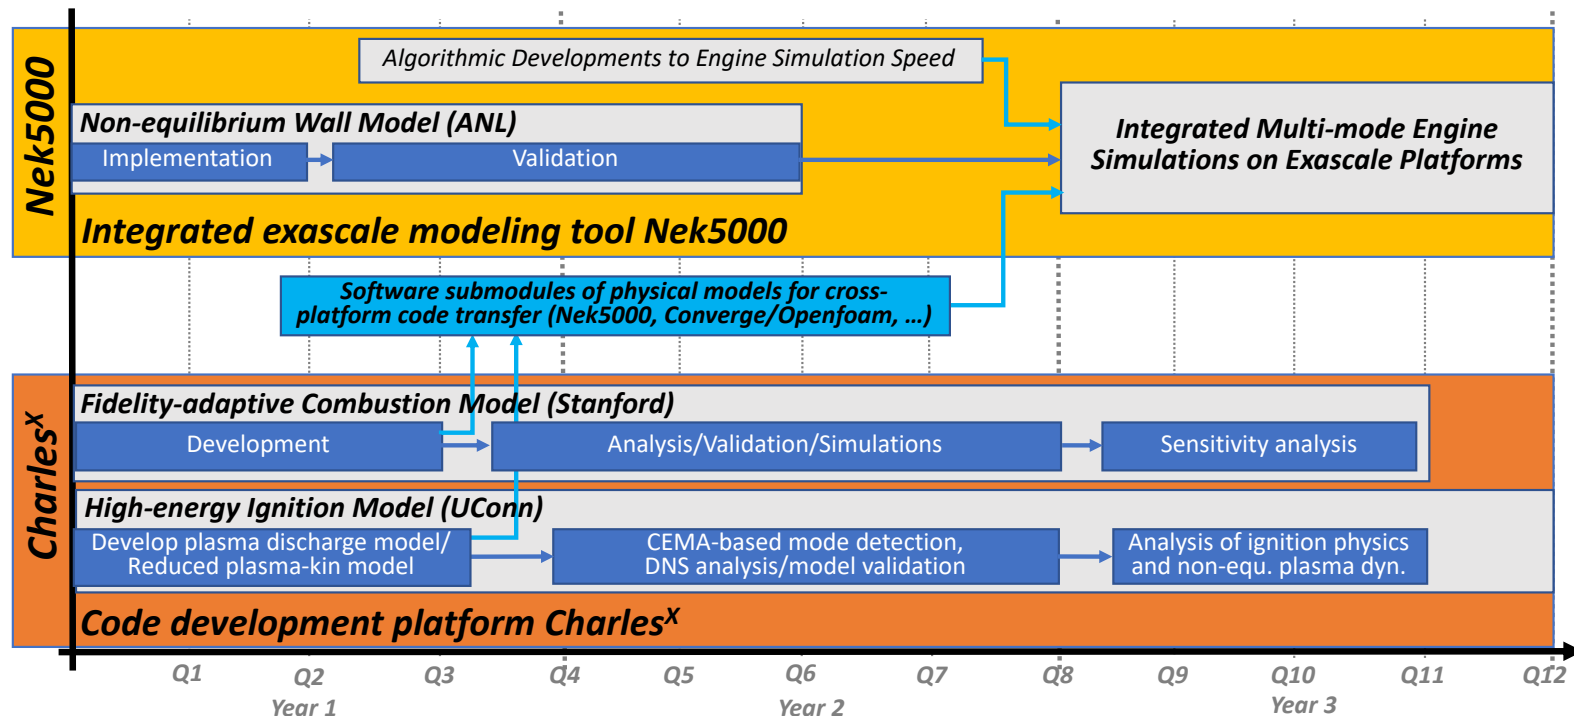 Nek5000
Algorithmic Developments to Engine Simulation Speed
Non-equilibrium Wall Model (ANL)
Implementation
Validation
Integrated Multi-mode Engine
Simulations on Exascale Platforms
Integrated exascale modeling tool Nek5000
Software submodules of physical models for cross-
platform code transfer (Nek5000, Converge/Openfoam, ...)
Charlesˣ
Fidelity-adaptive Combustion Model (Stanford)
Development
Analysis/Validation/Simulations
Sensitivity analysis
High-energy Ignition Model (UConn)
Develop plasma discharge model/
Reduced plasma-kin model
CEMA-based mode detection,
DNS analysis/model validation
Analysis of ignition physics
and non-equ. plasma dyn.
Code development platform Charlesˣ
Q1 Q2 Q3 Q4 Q5 Q6 Q7 Q8 Q9 Q10 Q11 Q12
Year 1 Year 2 Year 3